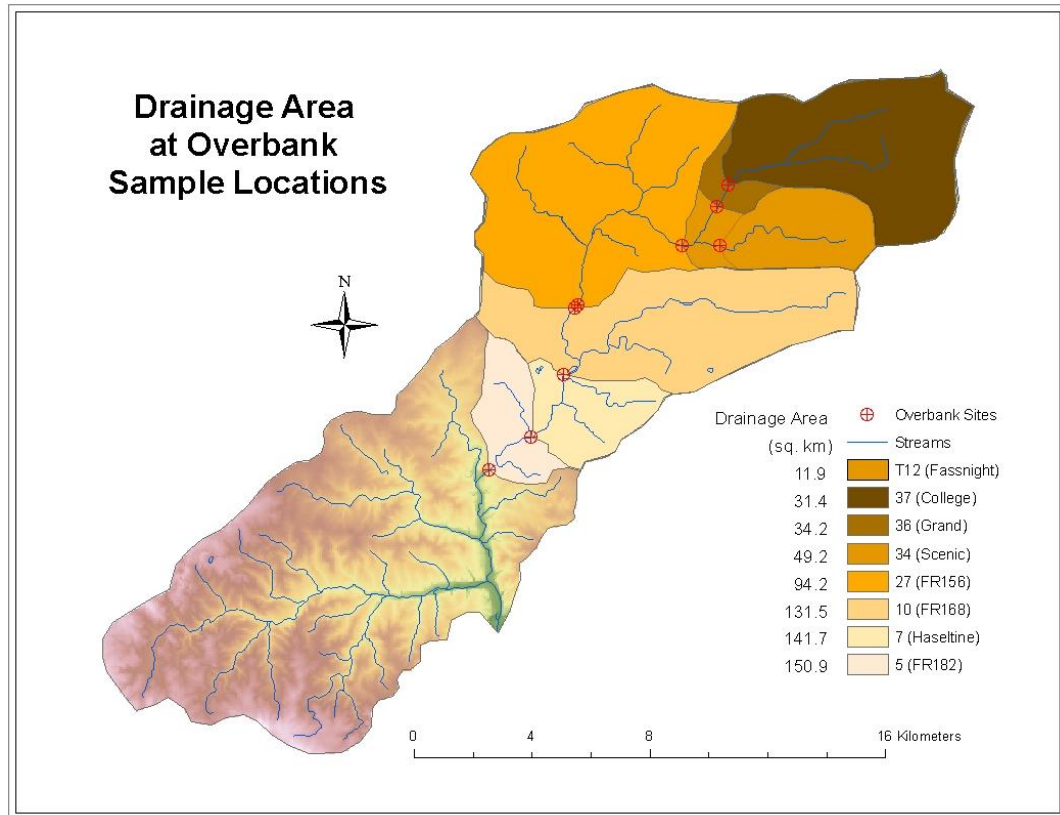 Drainage Area
at Overbank
Sample Locations
N
Drainage Area
(sq. km)
Overbank Sites
Streams
11.9 T12 (Fassnight)
31.4 37 (College)
34.2 36 (Grand)
49.2 34 (Scenic)
94.2 27 (FR156)
131.5 10 (FR168)
141.7 7 (Haseltine)
150.9 5 (FR182)
0 4 8 16 Kilometers